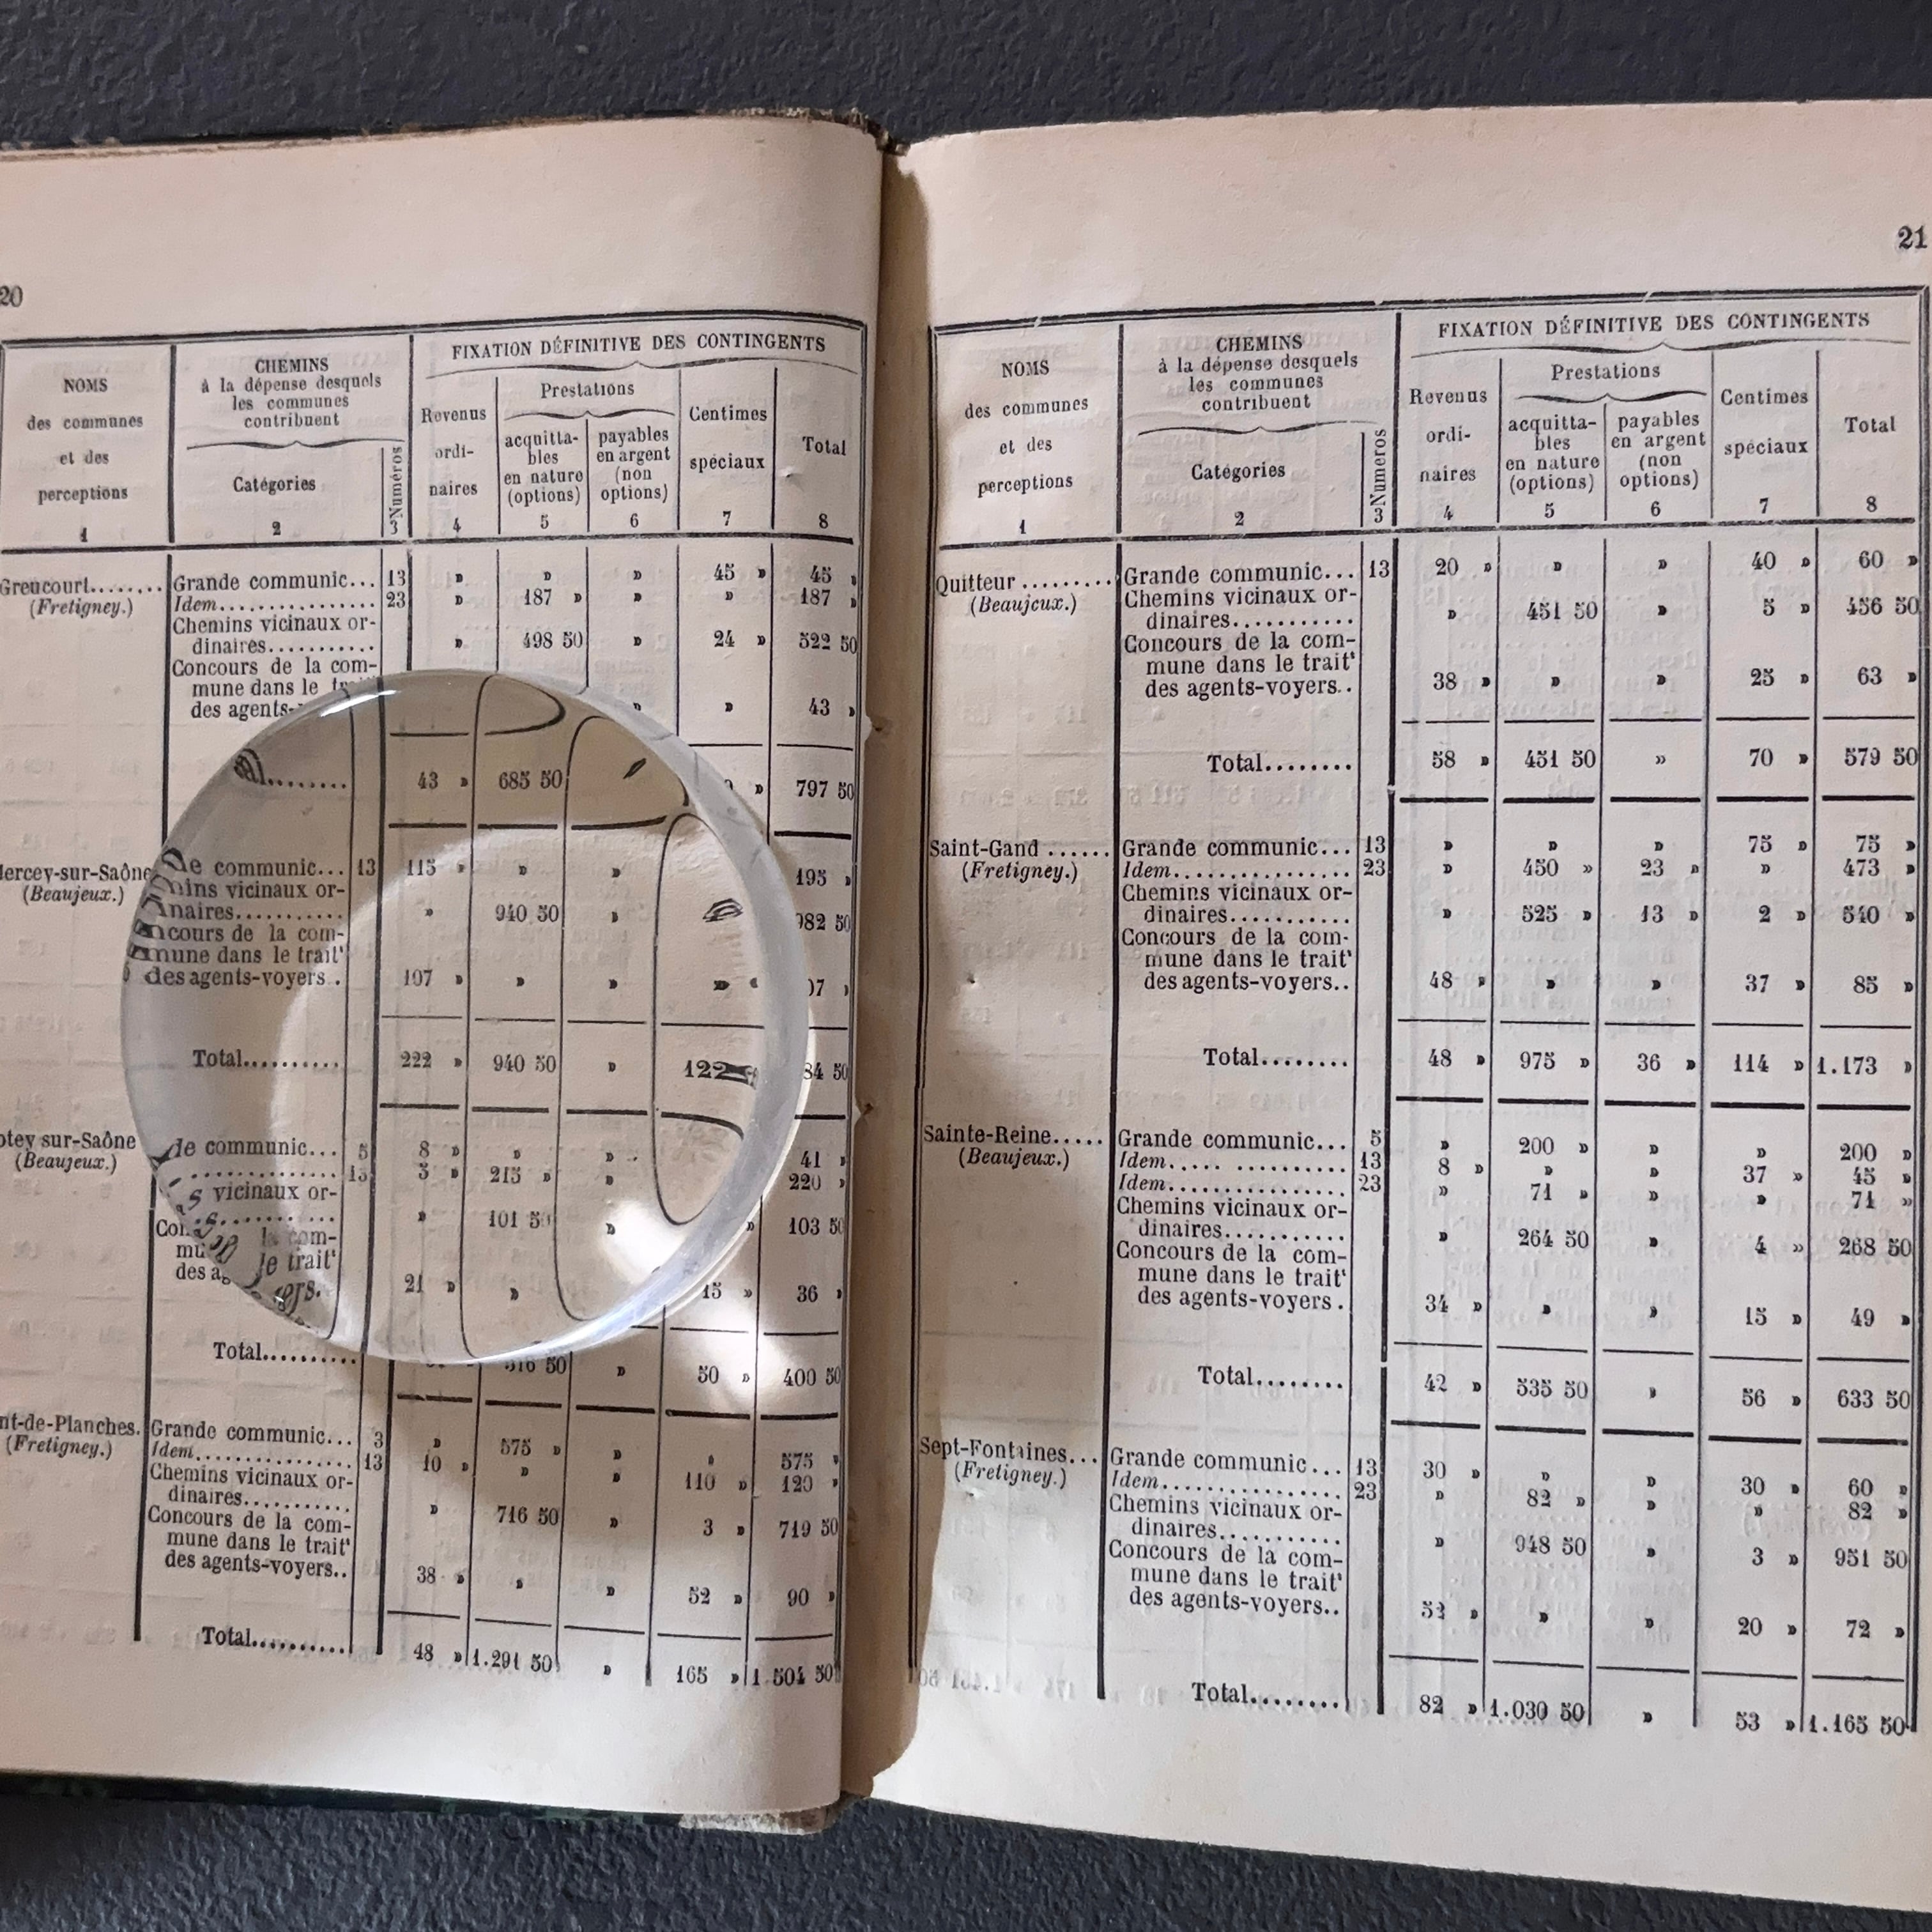 20
NOMS
des communes
et des
perceptions
1
CHEMINS
à la dépense desquels
les communes
contribuent
Catégories
2
Numéros
3
FIXATION DÉFINITIVE DES CONTINGENTS
Revenus
ordi-
naires
4
Prestations
acquitta-
bles
en nature
(options)
5
payables
en argent
(non
options)
6
Centimes
spéciaux
7
Total
8
Greucourt........ Grande communic... 13 » » » 45 » 45 »
(Fretigney.) Idem................ 23 » 187 » » » 187 »
Chemins vicinaux or-
dinaires........... » 498 50 » 24 » 522 50
Concours de la com-
mune dans le
des agents- » » 43 »
43 » 685 50 » 797 50
Mercey-sur-Saône communic... 13 115 » » » 195 »
(Beaujeux.) vicinaux or-
dinaires........... » 940 50 »
Concours de la com-
mune dans le trait'
des agents-voyers.. 107 » » » »
Total.......... 222 » 940 50 » 122
sur-Saône communic... 5 8 » » » 41 »
(Beaujeux.) 13 5 » 215 » » 220 »
vicinaux or-
» 101 50 » » 103 50
la com-
le trait'
21 » » 15 » 36 »
Total.......... 50 » 400 50
Grande communic... 3 » 575 » » » 575 »
(Fretigney.) Idem................ 13 10 » » » 110 » 120 »
Chemins vicinaux or-
dinaires........... » 716 50 » 3 » 719 50
Concours de la com-
mune dans le trait'
des agents-voyers.. 38 » » » 52 » 90 »
Total.......... 48 » 1.291 50 » 165 » 1.504 50
21
NOMS
des communes
et des
perceptions
1
CHEMINS
à la dépense desquels
les communes
contribuent
Catégories
2
Numéros
3
FIXATION DÉFINITIVE DES CONTINGENTS
Revenus
ordi-
naires
4
Prestations
acquitta-
bles
en nature
(options)
5
payables
en argent
(non
options)
6
Centimes
spéciaux
7
Total
8
Quitteur ......... Grande communic... 13 20 » » » 40 » 60 »
(Beaujeux.) Chemins vicinaux or-
dinaires........... » 451 50 » 5 » 456 50
Concours de la com-
mune dans le trait'
des agents-voyers.. 38 » » » 25 » 63 »
Total........ 58 » 451 50 » 70 » 579 50
Saint-Gand ...... Grande communic... 13 » » » 75 » 75 »
(Fretigney.) Idem................ 23 » 450 » 23 » » 473 »
Chemins vicinaux or-
dinaires........... » 525 » 13 » 2 » 540 »
Concours de la com-
mune dans le trait'
des agents-voyers.. 48 » » » 37 » 85 »
Total........ 48 » 975 » 36 » 114 » 1.173 »
Sainte-Reine..... Grande communic... 5 » 200 » » » 200 »
(Beaujeux.) Idem..... .......... 13 8 » » » 37 » 45 »
Idem................ 23 » 71 » » » 71 »
Chemins vicinaux or-
dinaires........... » 264 50 » 4 » 268 50
Concours de la com-
mune dans le trait'
des agents-voyers . 34 » » » 15 » 49 »
Total........ 42 » 535 50 » 56 » 633 50
Sept-Fontaines... Grande communic... 13 30 » » » 30 » 60 »
(Fretigney.) Idem................ 23 » 82 » » » 82 »
Chemins vicinaux or-
dinaires........... » 948 50 » 3 » 951 50
Concours de la com-
mune dans le trait'
des agents-voyers.. 52 » » » 20 » 72 »
Total........ 82 » 1.030 50 » 53 » 1.165 50